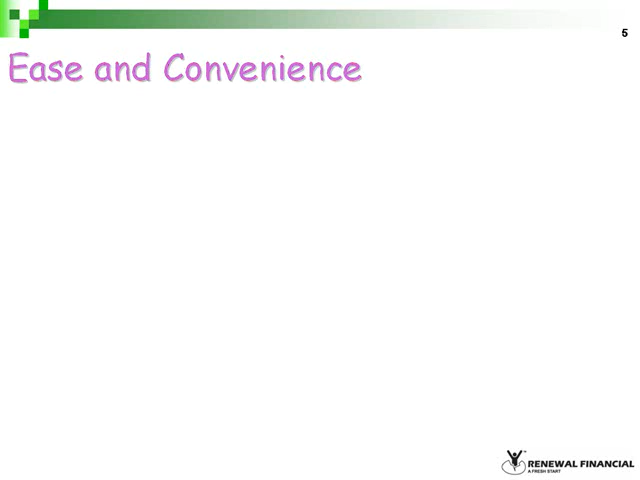 5
Ease and Convenience
RENEWAL FINANCIAL
A FRESH START